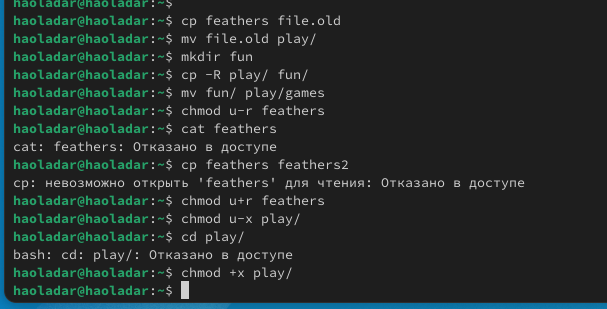 haoladar@haoladar:~$
haoladar@haoladar:~$ cp feathers file.old
haoladar@haoladar:~$ mv file.old play/
haoladar@haoladar:~$ mkdir fun
haoladar@haoladar:~$ cp -R play/ fun/
haoladar@haoladar:~$ mv fun/ play/games
haoladar@haoladar:~$ chmod u-r feathers
haoladar@haoladar:~$ cat feathers
cat: feathers: Отказано в доступе
haoladar@haoladar:~$ cp feathers feathers2
cp: невозможно открыть 'feathers' для чтения: Отказано в доступе
haoladar@haoladar:~$ chmod u+r feathers
haoladar@haoladar:~$ chmod u-x play/
haoladar@haoladar:~$ cd play/
bash: cd: play/: Отказано в доступе
haoladar@haoladar:~$ chmod +x play/
haoladar@haoladar:~$